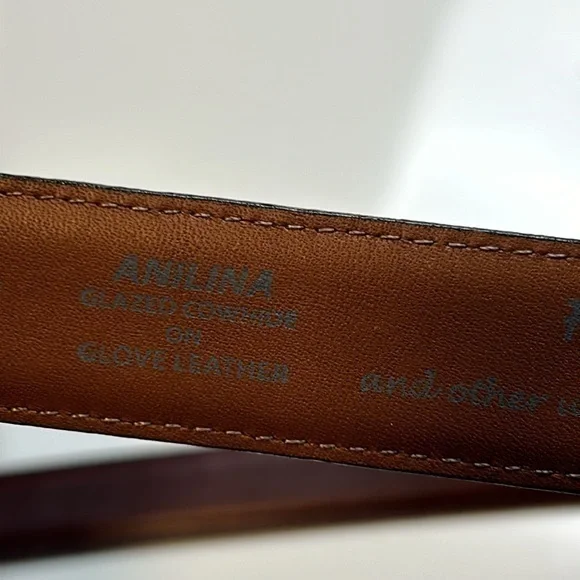 ANILINA
GLAZED COWHIDE
ON
GLOVE LEATHER
and other